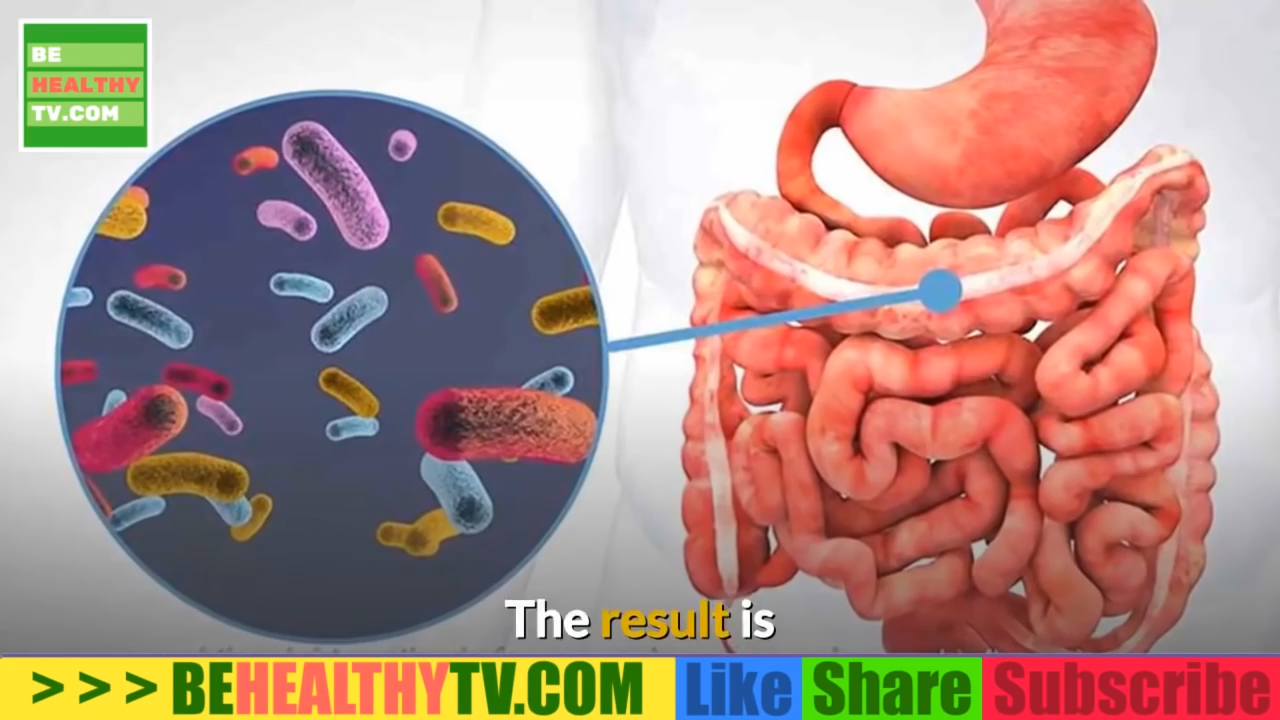 BE
HEALTHY
TV.COM
The result is
> > > BEHEALTHYTV.COM Like Share Subscribe